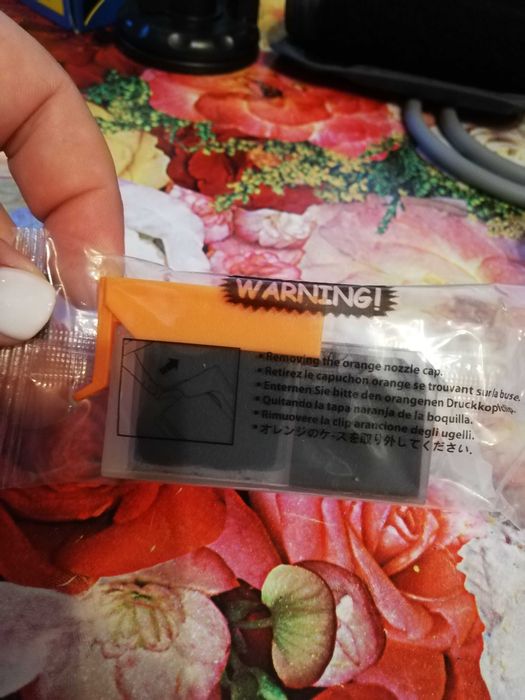 WARNING!
• Removing the orange nozzle cap.
• Retirez le capuchon orange se trouvant sur la buse.
• Enternen Sie bitte den orangenen
• Quitando la tapa naranja de la boquilla.
• Rimuovere la clip arancione degli ugelli.
• オレンジのケースを取り外してください.